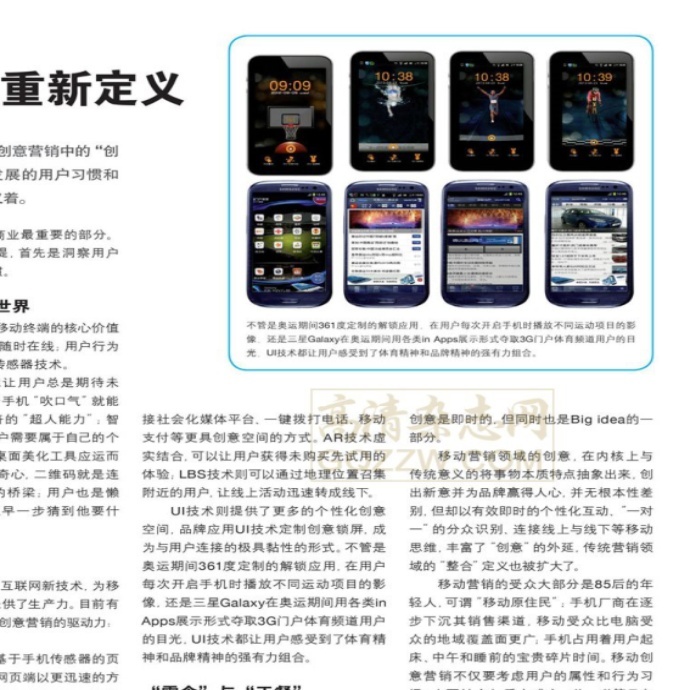 重新定义
创意营销中的“创
发展的用户习惯和
着。
商业最重要的部分。
是，首先是洞察用户
世界
移动终端的核心价值
随时在线；用户行为
传感器技术。
让用户总是期待未
手机“吹口气”就能
的“超人能力”；智
户需要属于自己的个
桌面美化工具应运而
奇心，二维码就是连
的桥梁；用户也是懒
早一步猜到他要什
互联网新技术，为移
供了生产力。目前有
创意营销的驱动力：
基于手机传感器的页
网页端以更迅速的方
09:09
10:38
10:38
10:39
不管是奥运期间361度定制的解锁应用，在用户每次开启手机时播放不同运动项目的影
像，还是三星Galaxy在奥运期间用各类in Apps展示形式夺取3G门户体育频道用户的目
光，UI技术都让用户感受到了体育精神和品牌精神的强有力组合。
接社会化媒体平台、一键拨打电话、移动
支付等更具创意空间的方式。AR技术虚
实结合，可以让用户获得未购买先试用的
体验；LBS技术则可以通过地理位置召集
附近的用户，让线上活动迅速转成线下。
UI技术则提供了更多的个性化创意
空间，品牌应用UI技术定制创意锁屏，成
为与用户连接的极具黏性的形式。不管是
奥运期间361度定制的解锁应用，在用户
每次开启手机时播放不同运动项目的影
像，还是三星Galaxy在奥运期间用各类in
Apps展示形式夺取3G门户体育频道用户
的目光，UI技术都让用户感受到了体育精
神和品牌精神的强有力组合。
创意是即时的，但同时也是Big idea的一
部分。
移动营销领域的创意，在内核上与
传统意义的将事物本质特点抽象出来，创
出新意并为品牌赢得人心，并无根本性差
别，但却以有效即时的个性化互动，“一对
一”的分众识别，连接线上与线下等移动
思维，丰富了“创意”的外延，传统营销领
域的“整合”定义也被扩大了。
移动营销的受众大部分是85后的年
轻人，可谓“移动原住民”；手机厂商在逐
步下沉其销售渠道，移动受众比电脑受
众的地域覆盖面更广；手机占用着用户起
床、中午和睡前的宝贵碎片时间。移动创
意营销不仅要考虑用户的属性和行为习
高清杂志网